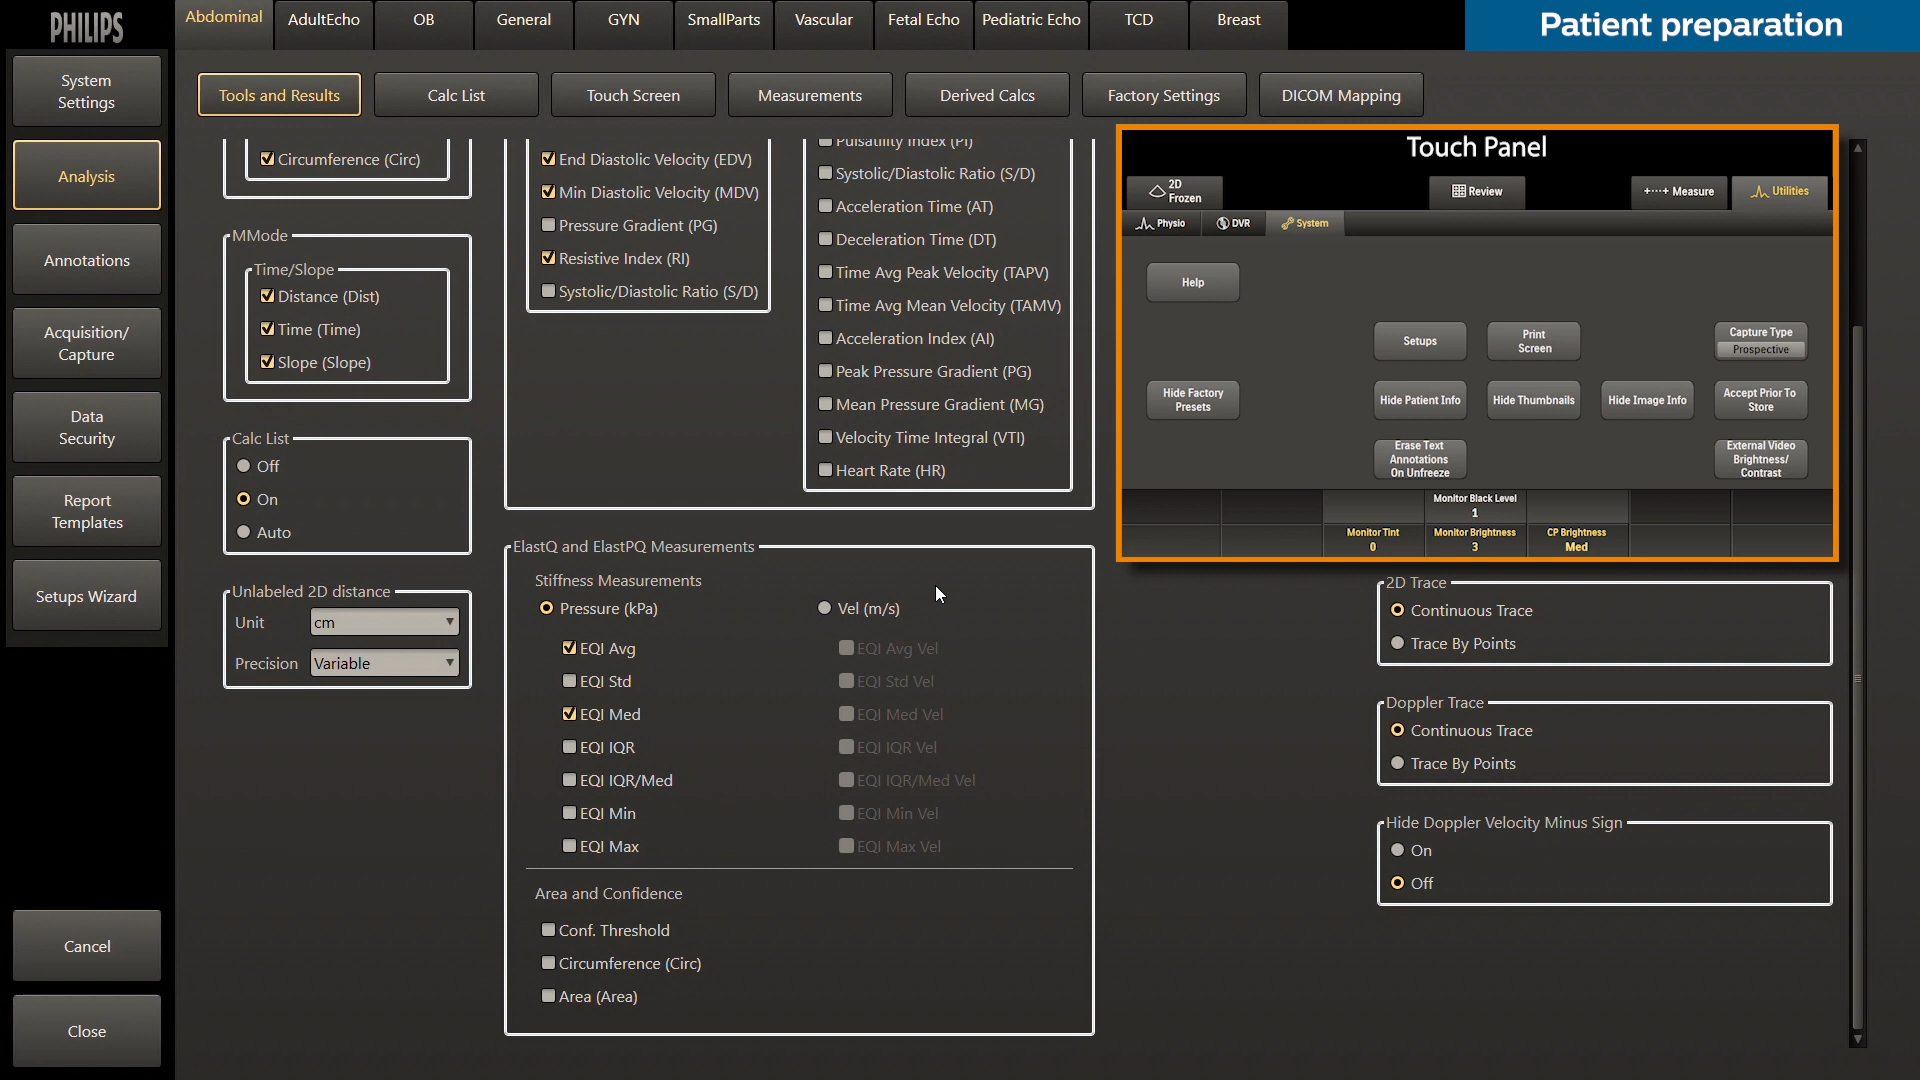 PHILIPS
Abdominal
AdultEcho
OB
General
GYN
SmallParts
Vascular
Fetal Echo
Pediatric Echo
TCD
Breast
Patient preparation
System
Settings
Analysis
Annotations
Acquisition/
Capture
Data
Security
Report
Templates
Setups Wizard
Cancel
Close
Tools and Results
Calc List
Touch Screen
Measurements
Derived Calcs
Factory Settings
DICOM Mapping
Circumference (Circ)
MMode
Time/Slope
Distance (Dist)
Time (Time)
Slope (Slope)
Calc List
Off
On
Auto
Unlabeled 2D distance
Unit
cm
Precision
Variable
End Diastolic Velocity (EDV)
Min Diastolic Velocity (MDV)
Pressure Gradient (PG)
Resistive Index (RI)
Systolic/Diastolic Ratio (S/D)
Pulsatility Index (PI)
Systolic/Diastolic Ratio (S/D)
Acceleration Time (AT)
Deceleration Time (DT)
Time Avg Peak Velocity (TAPV)
Time Avg Mean Velocity (TAMV)
Acceleration Index (AI)
Peak Pressure Gradient (PG)
Mean Pressure Gradient (MG)
Velocity Time Integral (VTI)
Heart Rate (HR)
ElastQ and ElastPQ Measurements
Stiffness Measurements
Pressure (kPa)
Vel (m/s)
EQI Avg
EQI Avg Vel
EQI Std
EQI Std Vel
EQI Med
EQI Med Vel
EQI IQR
EQI IQR Vel
EQI IQR/Med
EQI IQR/Med Vel
EQI Min
EQI Min Vel
EQI Max
EQI Max Vel
Area and Confidence
Conf. Threshold
Circumference (Circ)
Area (Area)
Touch Panel
2D
Frozen
Review
Measure
Utilities
Physio
DVR
System
Help
Setups
Print
Screen
Capture Type
Prospective
Hide Factory
Presets
Hide Patient Info
Hide Thumbnails
Hide Image Info
Accept Prior To
Store
Erase Text
Annotations
On Unfreeze
External Video
Brightness/
Contrast
Monitor Black Level
1
Monitor Tint
0
Monitor Brightness
3
CP Brightness
Med
2D Trace
Continuous Trace
Trace By Points
Doppler Trace
Continuous Trace
Trace By Points
Hide Doppler Velocity Minus Sign
On
Off